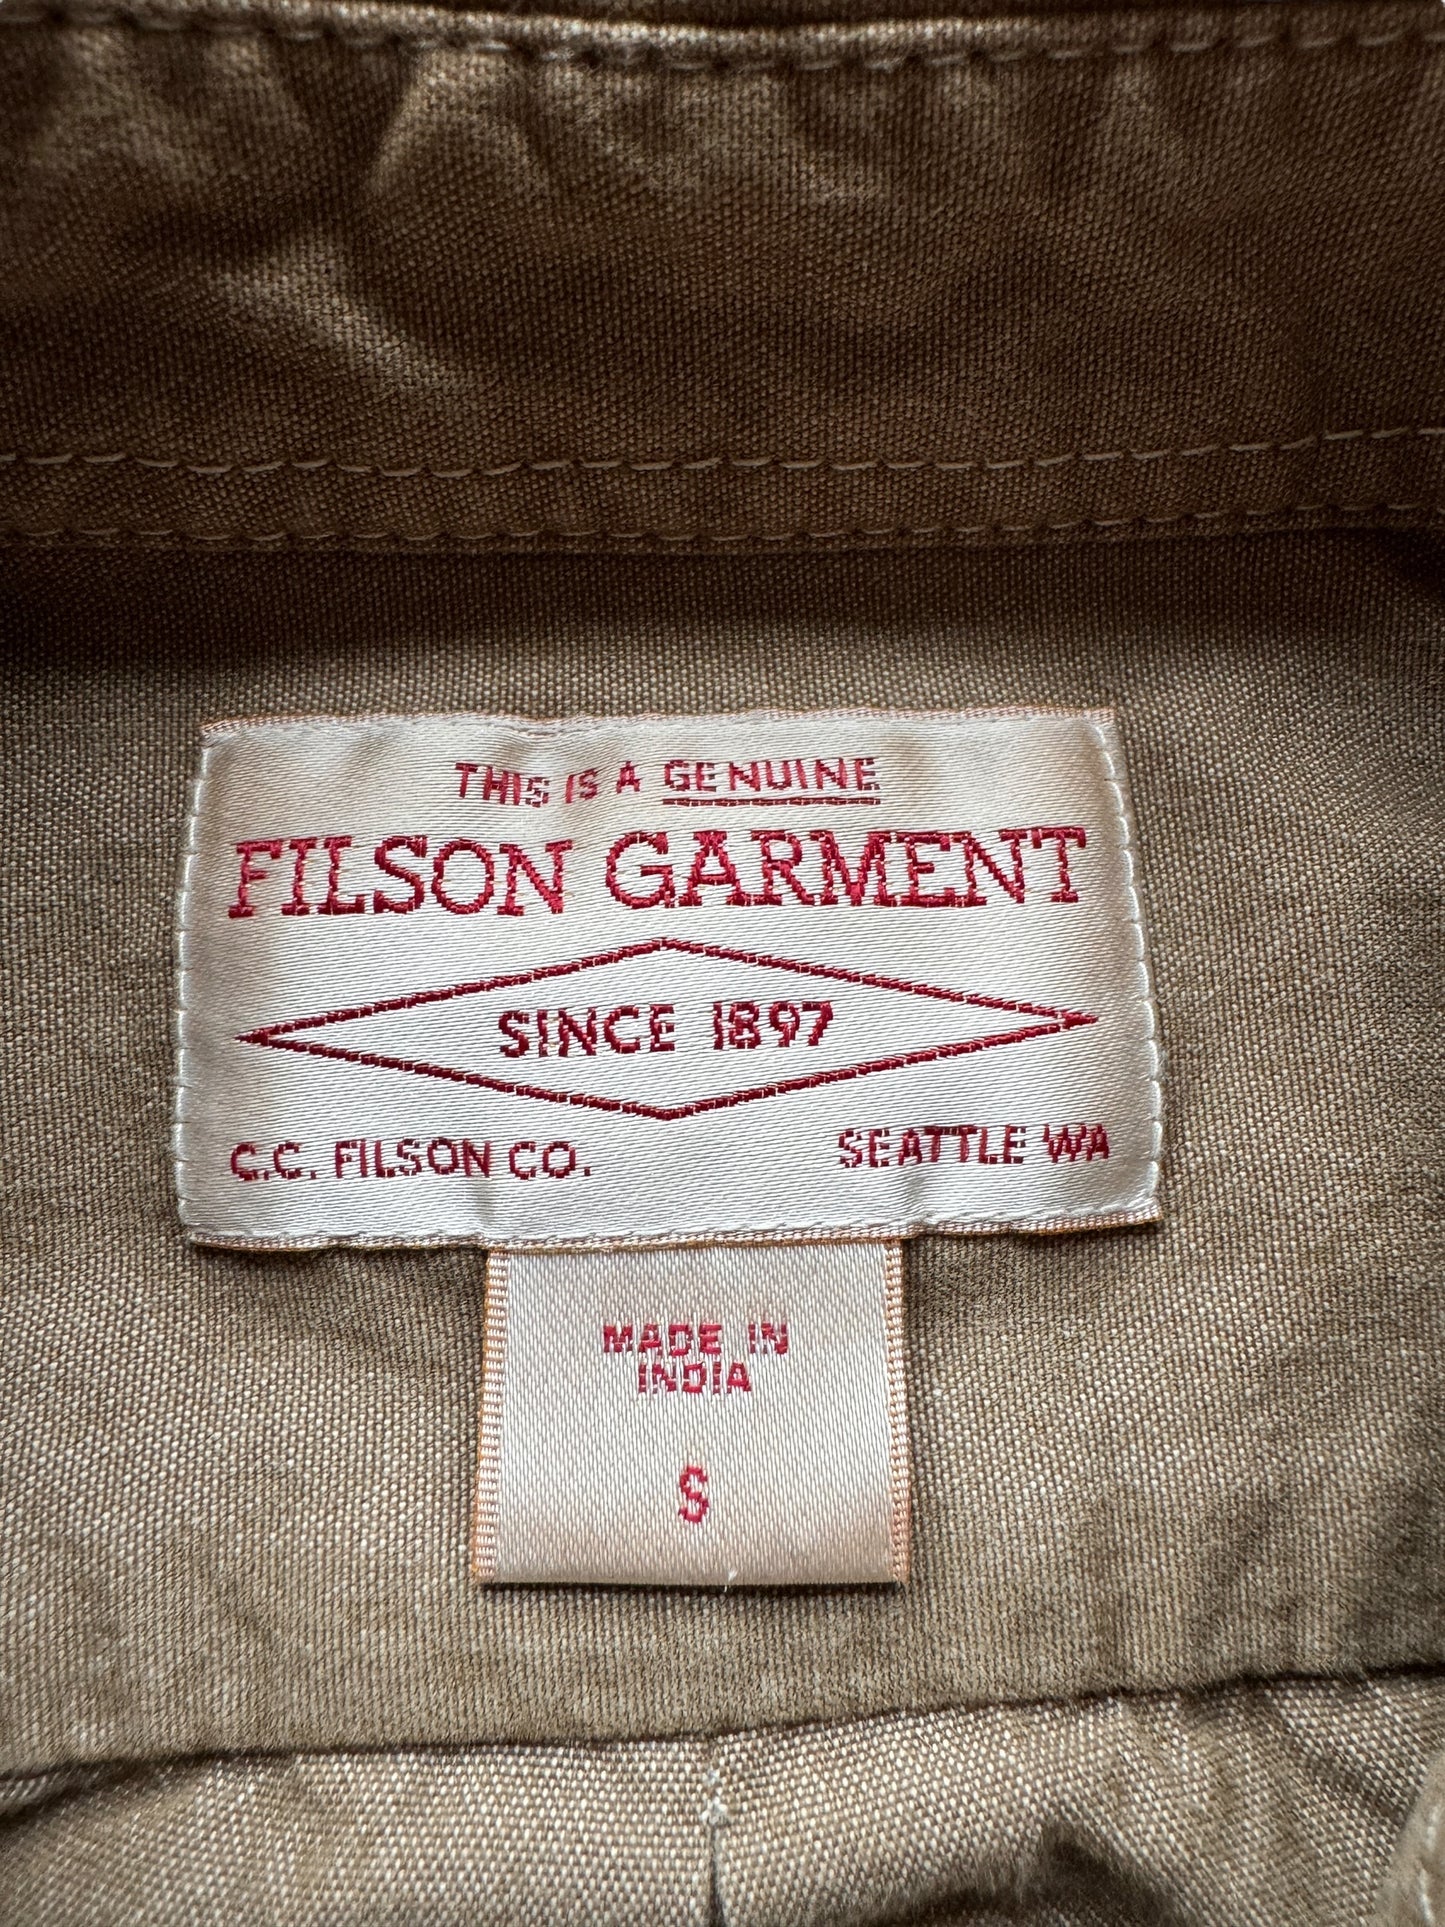 THIS IS A GENUINE
FILSON GARMENT
SINCE 1897
C.C. FILSON CO. SEATTLE WA
MADE IN
INDIA
S